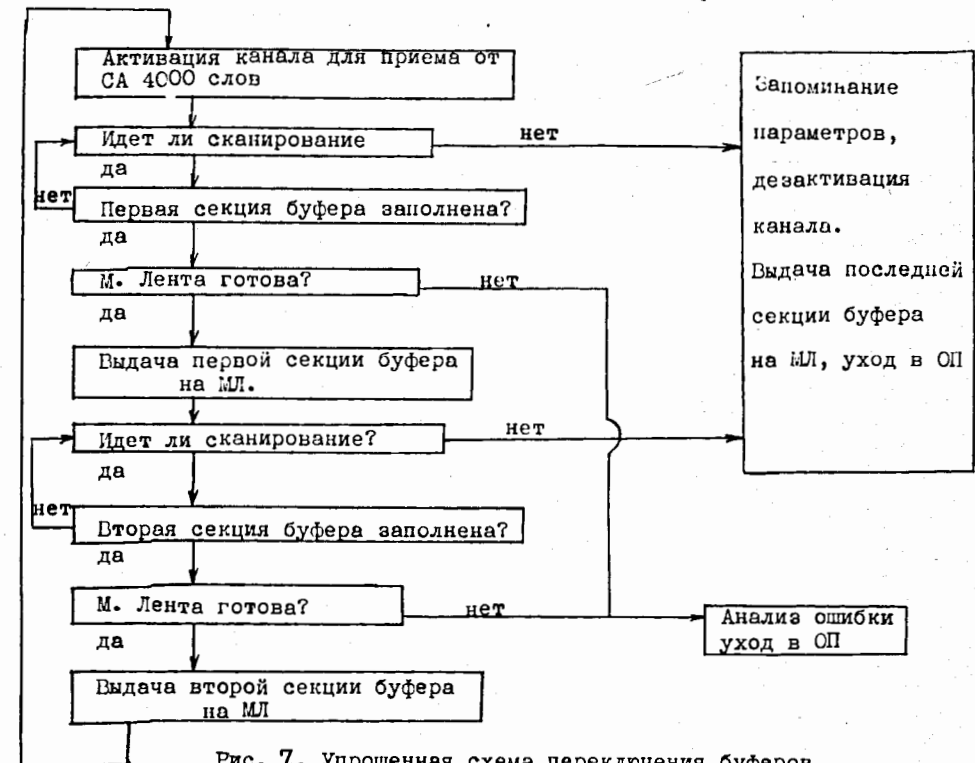 Активация канала для приема от
СА 4000 слов
Идет ли сканирование
нет
да
нет
Первая секция буфера заполнена?
да
М. Лента готова?
нет
да
Выдача первой секции буфера
на МЛ.
Идет ли сканирование?
нет
да
нет
Вторая секция буфера заполнена?
да
М. Лента готова?
нет
да
Выдача второй секции буфера
на МЛ
Запоминание
параметров,
дезактивация
канала.
Выдача последней
секции буфера
на МЛ, уход в ОП
Анализ ошибки
уход в ОП
Рис. 7. Упрощенная схема переключения буферов